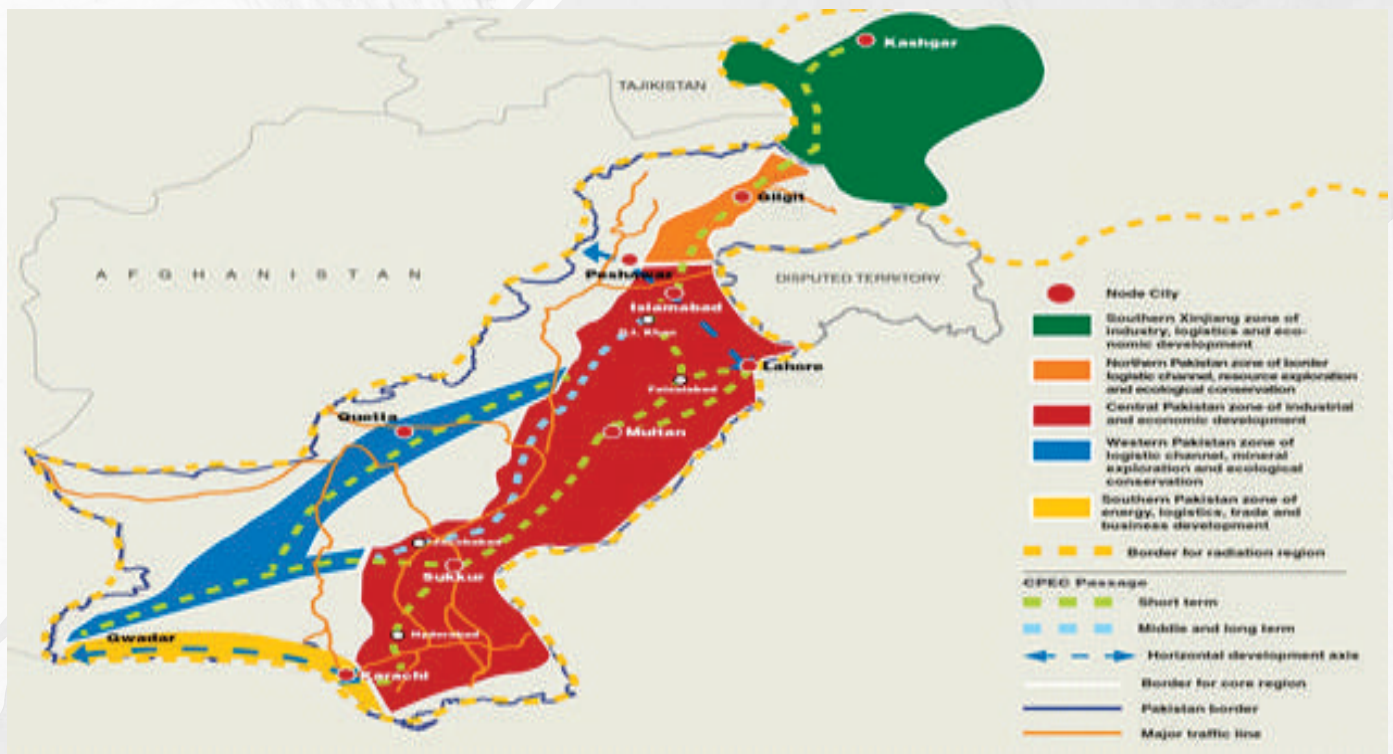 Kashgar
TAJIKISTAN
Gilgit
Peshawar
AFGHANISTAN
DISPUTED TERRITORY
Islamabad
D.I. Khan
Lahore
Faisalabad
Quetta
Multan
Sukkur
Hyderabad
Gwadar
Karachi
Node City
Southern Xinjiang zone of
industry, logistics and eco-
nomic development
Northern Pakistan zone of border
logistic channel, resource exploration
and ecological conservation
Central Pakistan zone of industrial
and economic development
Western Pakistan zone of
logistic channel, mineral
exploration and ecological
conservation
Southern Pakistan zone of
energy, logistics, trade and
business development
Border for radiation region
CPEC Passage
Short term
Middle and long term
Horizontal development axis
Border for core region
Pakistan border
Major traffic line